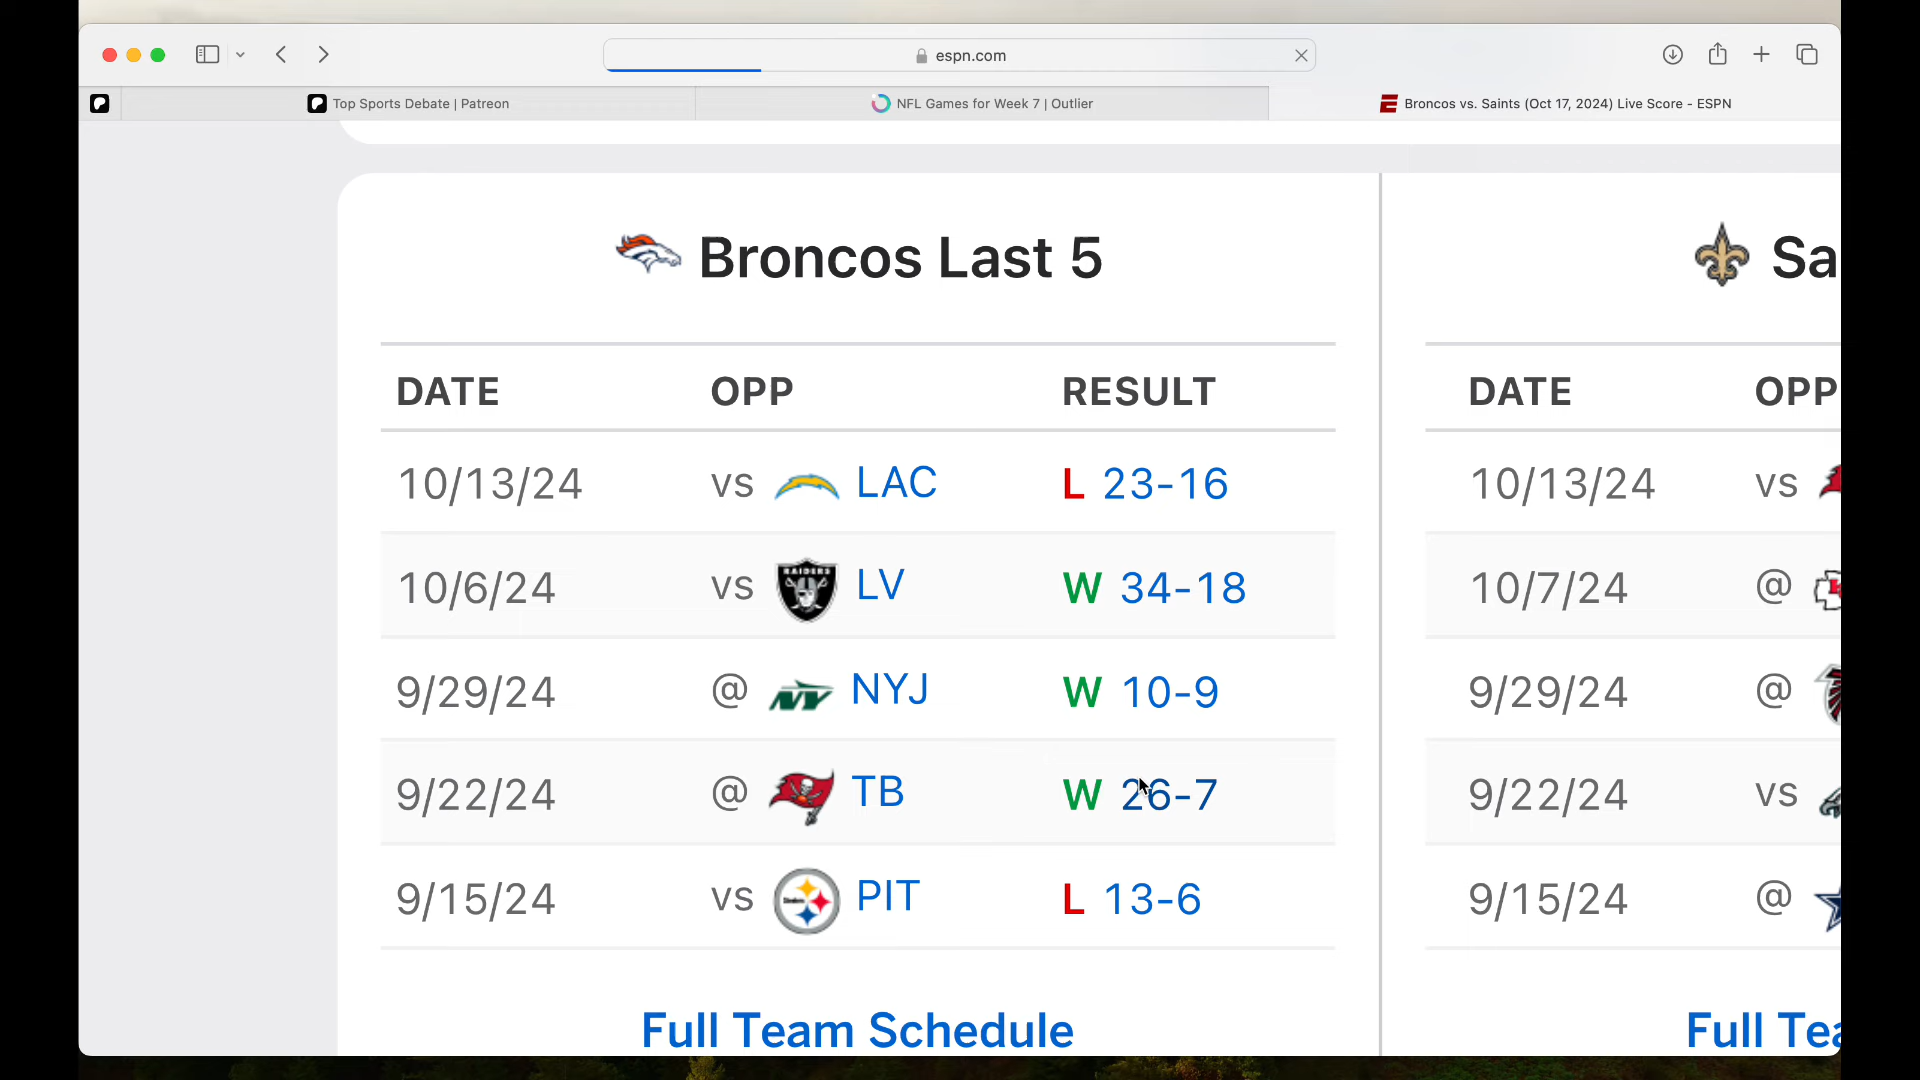 espn.com
Top Sports Debate | Patreon
NFL Games for Week 7 | Outlier
Broncos vs. Saints (Oct 17, 2024) Live Score - ESPN
Broncos Last 5
Sa
DATE OPP RESULT
DATE OPP
10/13/24 vs LAC L 23-16
10/13/24 vs
10/6/24 vs RAIDERS LV W 34-18
10/7/24 @
9/29/24 @ NY NYJ W 10-9
9/29/24 @
9/22/24 @ TB W 26-7
9/22/24 vs
9/15/24 vs Steelers PIT L 13-6
9/15/24 @
Full Team Schedule
Full Tea